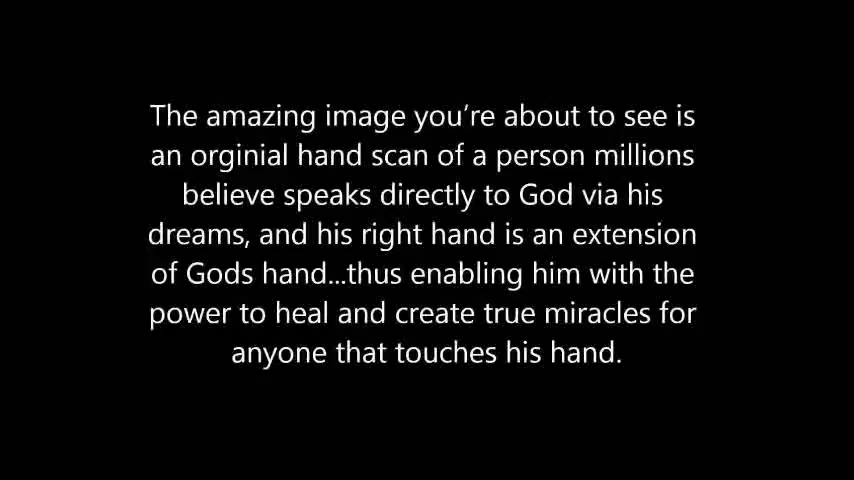 The amazing image you’re about to see is
an orginial hand scan of a person millions
believe speaks directly to God via his
dreams, and his right hand is an extension
of Gods hand...thus enabling him with the
power to heal and create true miracles for
anyone that touches his hand.